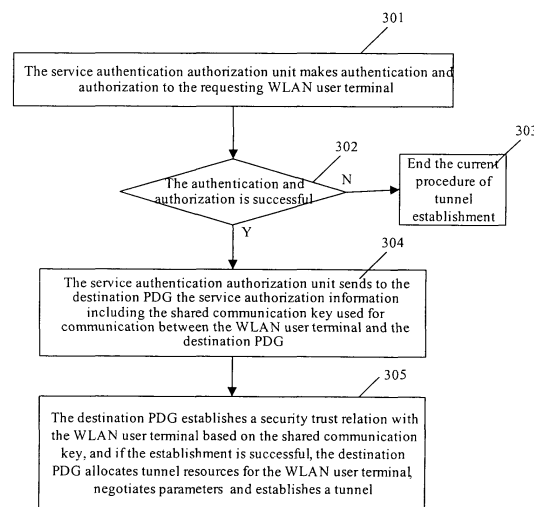 301
The service authentication authorization unit makes authentication and
authorization to the requesting WLAN user terminal
302
The authentication and
authorization is successful
N
Y
303
End the current
procedure of
tunnel
establishment
304
The service authentication authorization unit sends to the
destination PDG the service authorization information
including the shared communication key used for
communication between the WLAN user terminal and the
destination PDG
305
The destination PDG establishes a security trust relation with
the WLAN user terminal based on the shared communication
key, and if the establishment is successful, the destination
PDG allocates tunnel resources for the WLAN user terminal,
negotiates parameters and establishes a tunnel